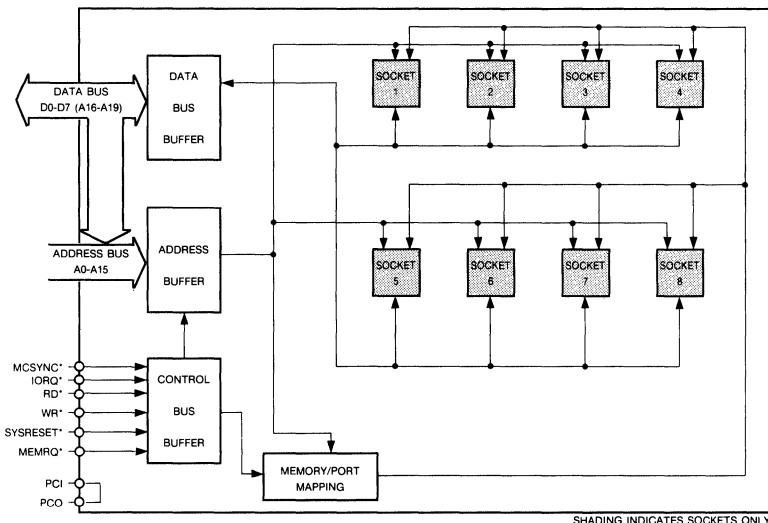 DATA BUS
D0-D7 (A16-A19)
DATA
BUS
BUFFER
SOCKET
1
SOCKET
2
SOCKET
3
SOCKET
4
ADDRESS BUS
A0-A15
ADDRESS
BUFFER
SOCKET
5
SOCKET
6
SOCKET
7
SOCKET
8
MCSYNC*
IORQ*
RD*
WR*
SYSRESET*
MEMRQ*
PCI
PCO
CONTROL
BUS
BUFFER
MEMORY/PORT
MAPPING
SHADING INDICATES SOCKETS ONLY